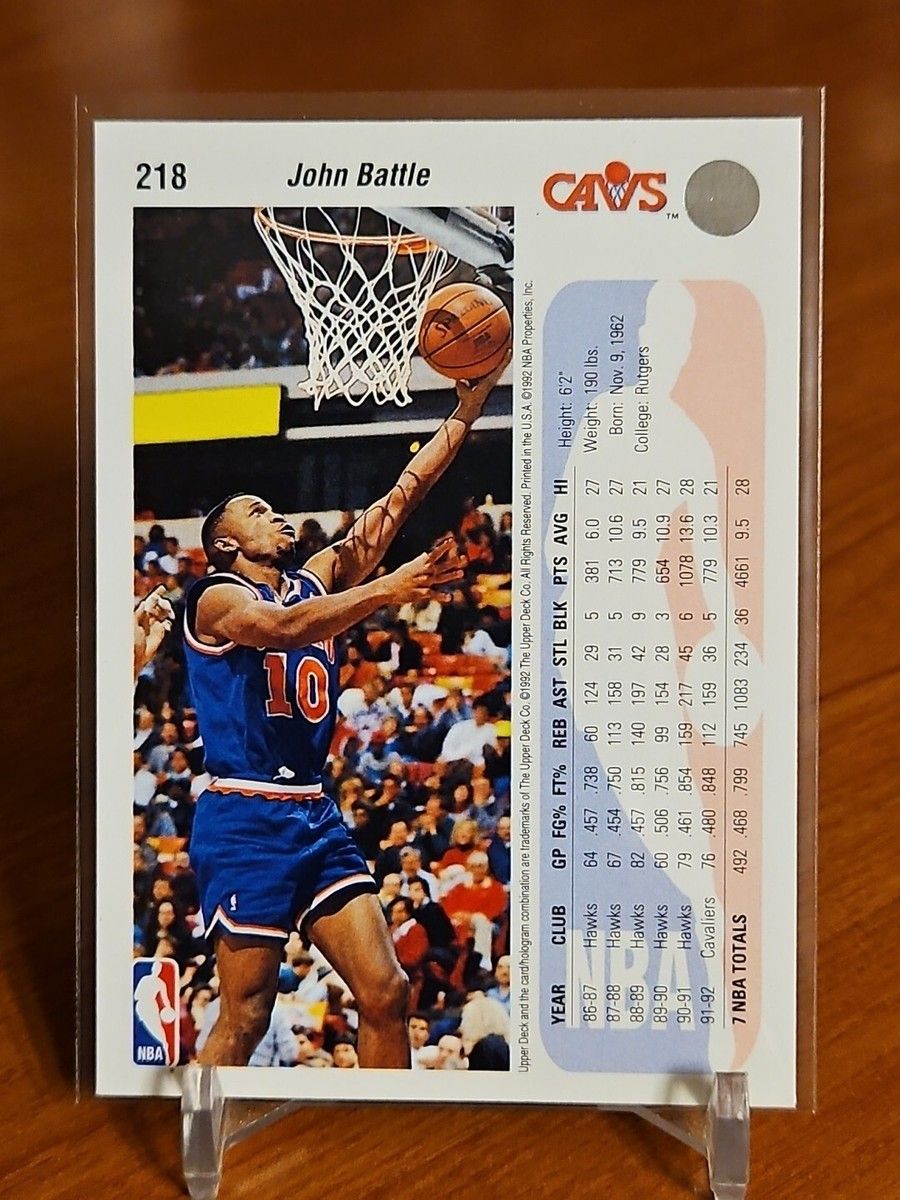 218
John Battle
CAVS™
10
NBA
Upper Deck and the card/hologram combination are trademarks of The Upper Deck Co. ©1992 The Upper Deck Co. All Rights Reserved. Printed in the U.S.A. ©1992 NBA Properties, Inc.
Height: 6'2"
Weight: 190 lbs.
Born: Nov. 9, 1962
College: Rutgers
YEAR CLUB GP FG% FT% REB AST STL BLK PTS AVG HI
86-87 Hawks 64 .457 .738 60 124 29 5 381 6.0 27
87-88 Hawks 67 .454 .750 113 158 31 5 713 10.6 27
88-89 Hawks 82 .457 .815 140 197 42 9 779 9.5 21
89-90 Hawks 60 .506 .756 99 154 28 3 654 10.9 27
90-91 Hawks 79 .461 .854 159 217 45 6 1078 13.6 28
91-92 Cavaliers 76 .480 .848 112 159 36 5 779 10.3 21
7 NBA TOTALS 492 .468 .799 745 1083 234 36 4661 9.5 28
NBA